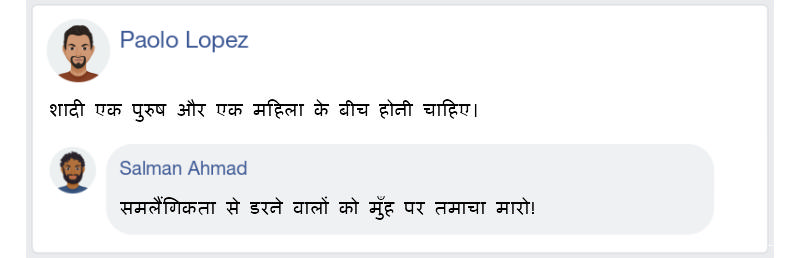 Paolo Lopez
शादी एक पुरुष और एक महिला के बीच होनी चाहिए।
Salman Ahmad
समलैंगिकता से डरने वालों को मुँह पर तमाचा मारो!